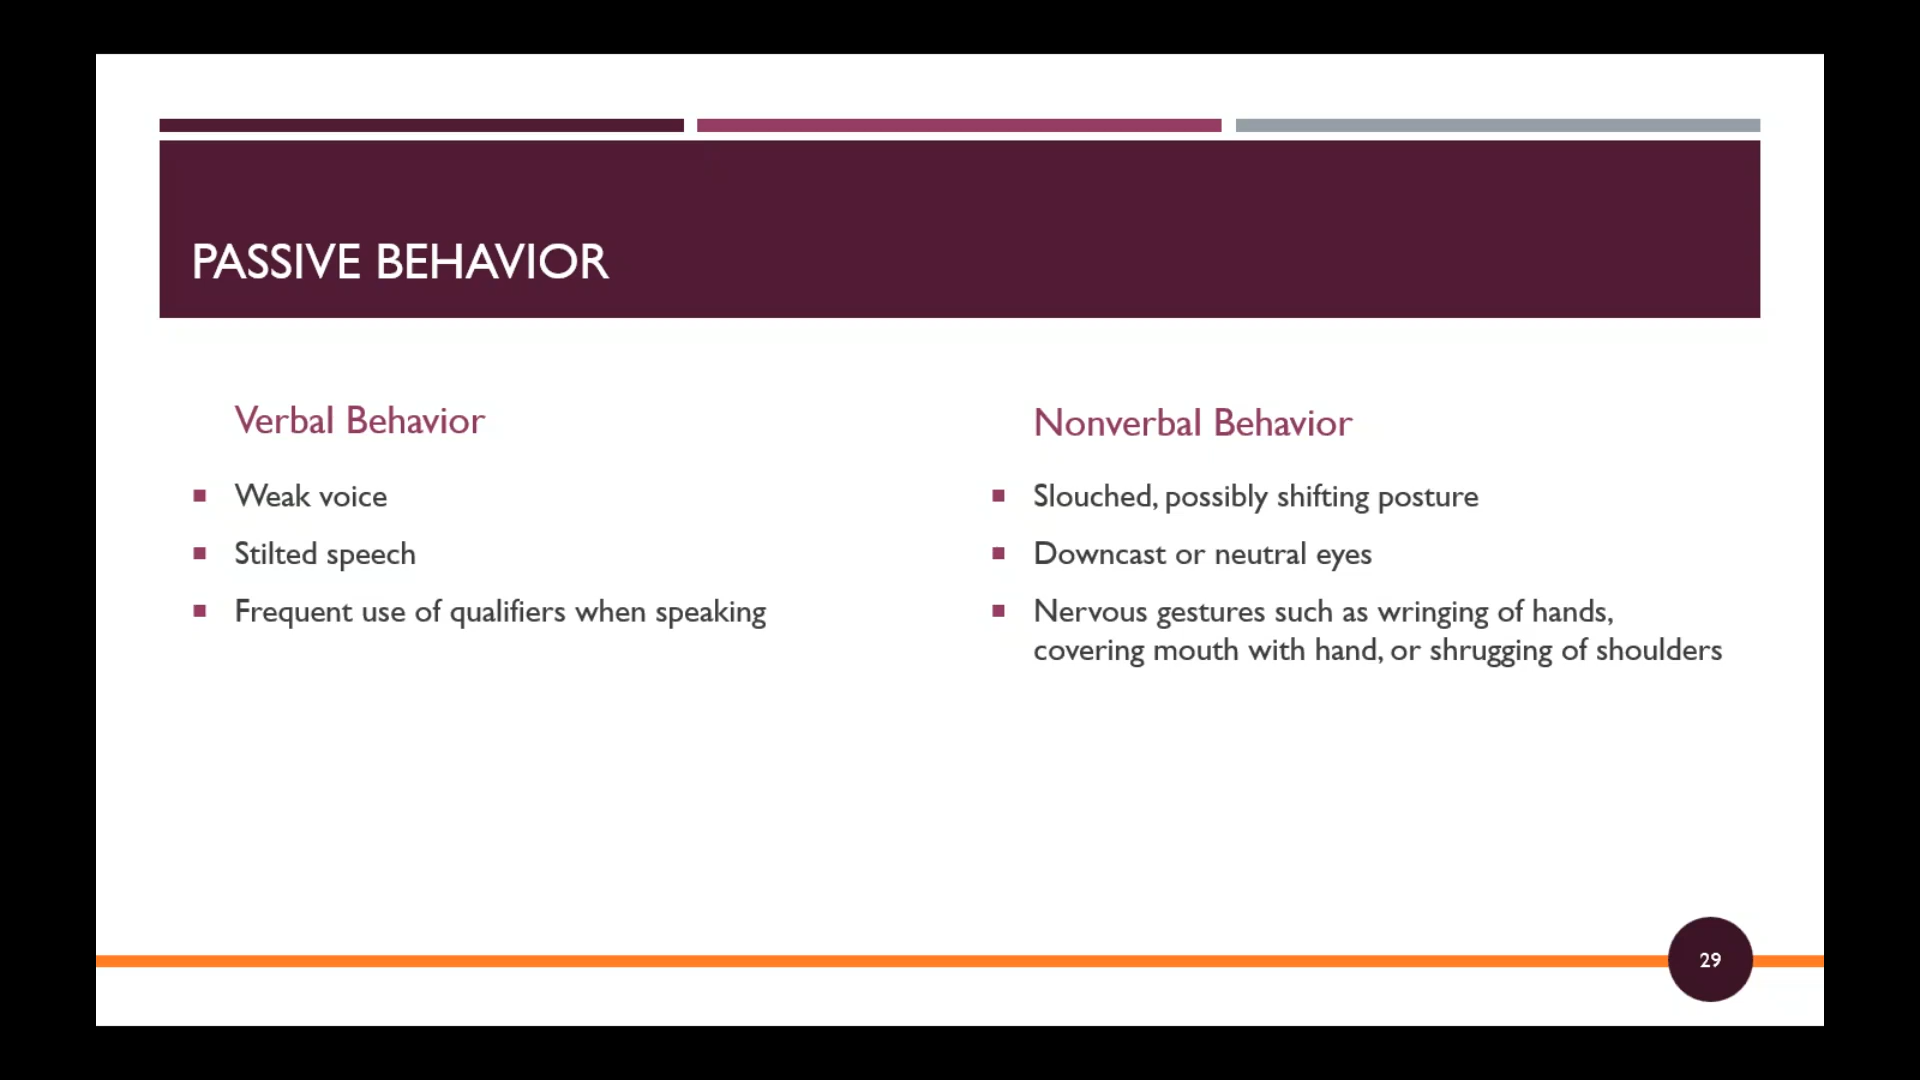 PASSIVE BEHAVIOR
Verbal Behavior
Weak voice
Stilted speech
Frequent use of qualifiers when speaking
Nonverbal Behavior
Slouched, possibly shifting posture
Downcast or neutral eyes
Nervous gestures such as wringing of hands,
covering mouth with hand, or shrugging of shoulders
29